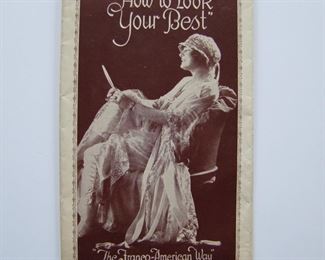 How to Look
Your Best"
"The Franco-American Way"